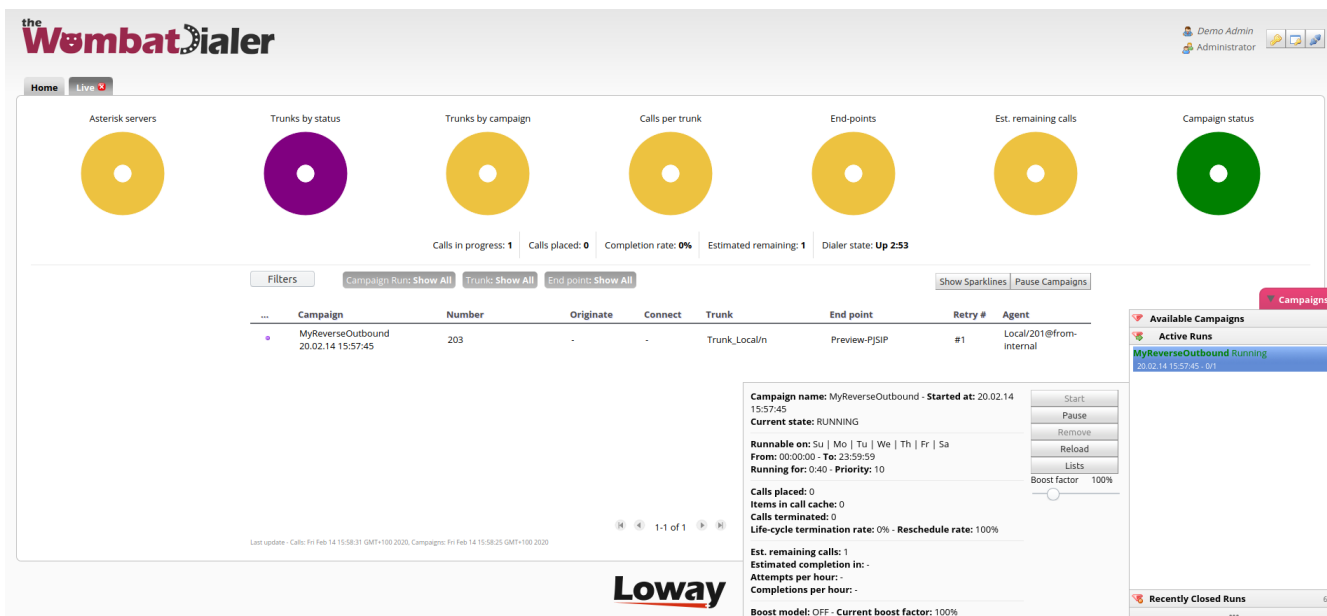 the
WombatDialer
Demo Admin
Administrator
Home Live
Asterisk servers Trunks by status Trunks by campaign Calls per trunk End-points Est. remaining calls Campaign status
Calls in progress: 1 Calls placed: 0 Completion rate: 0% Estimated remaining: 1 Dialer state: Up 2:53
Filters Campaign Run: Show All Trunk: Show All End point: Show All Show Sparklines Pause Campaigns
... Campaign Number Originate Connect Trunk End point Retry # Agent
MyReverseOutbound
20.02.14 15:57:45 203 - - Trunk_Local/n Preview-PJSIP #1 Local/201@from-
internal
1-1 of 1
Last update - Calls: Fri Feb 14 15:58:31 GMT+100 2020, Campaigns: Fri Feb 14 15:58:25 GMT+100 2020
Loway
Campaigns
Available Campaigns
Active Runs
MyReverseOutbound Running
20.02.14 15:57:45 - 0/1
Campaign name: MyReverseOutbound - Started at: 20.02.14
15:57:45
Current state: RUNNING
Runnable on: Su | Mo | Tu | We | Th | Fr | Sa
From: 00:00:00 - To: 23:59:59
Running for: 0:40 - Priority: 10
Calls placed: 0
Items in call cache: 0
Calls terminated: 0
Life-cycle termination rate: 0% - Reschedule rate: 100%
Est. remaining calls: 1
Estimated completion in: -
Attempts per hour: -
Completions per hour: -
Boost model: OFF - Current boost factor: 100%
Start
Pause
Remove
Reload
Lists
Boost factor 100%
Recently Closed Runs